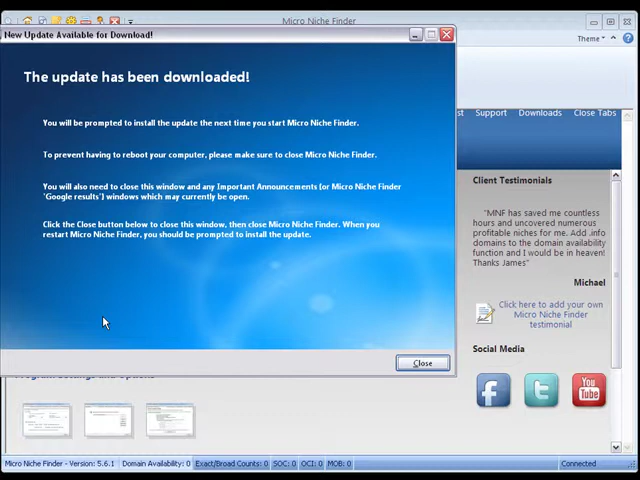 Micro Niche Finder
Theme
New Update Available for Download!
The update has been downloaded!
You will be prompted to install the update the next time you start Micro Niche Finder.
To prevent having to reboot your computer, please make sure to close Micro Niche Finder.
You will also need to close this window and any Important Announcements [or Micro Niche Finder
'Google results'] windows which may currently be open.
Click the Close button below to close this window, then close Micro Niche Finder. When you
restart Micro Niche Finder, you should be prompted to install the update.
Close
st Support Downloads Close Tabs
Client Testimonials
"MNF has saved me countless
hours and uncovered numerous
profitable niches for me. Add .info
domains to the domain availability
function and I would be in heaven!
Thanks James"
Michael
Click here to add your own
Micro Niche Finder
testimonial
Social Media
f t You
Tube
Micro Niche Finder - Version: 5.6.1 Domain Availability: 0 Exact/Broad Counts: 0 SOC: 0 OCI: 0 MOB: 0 Connected